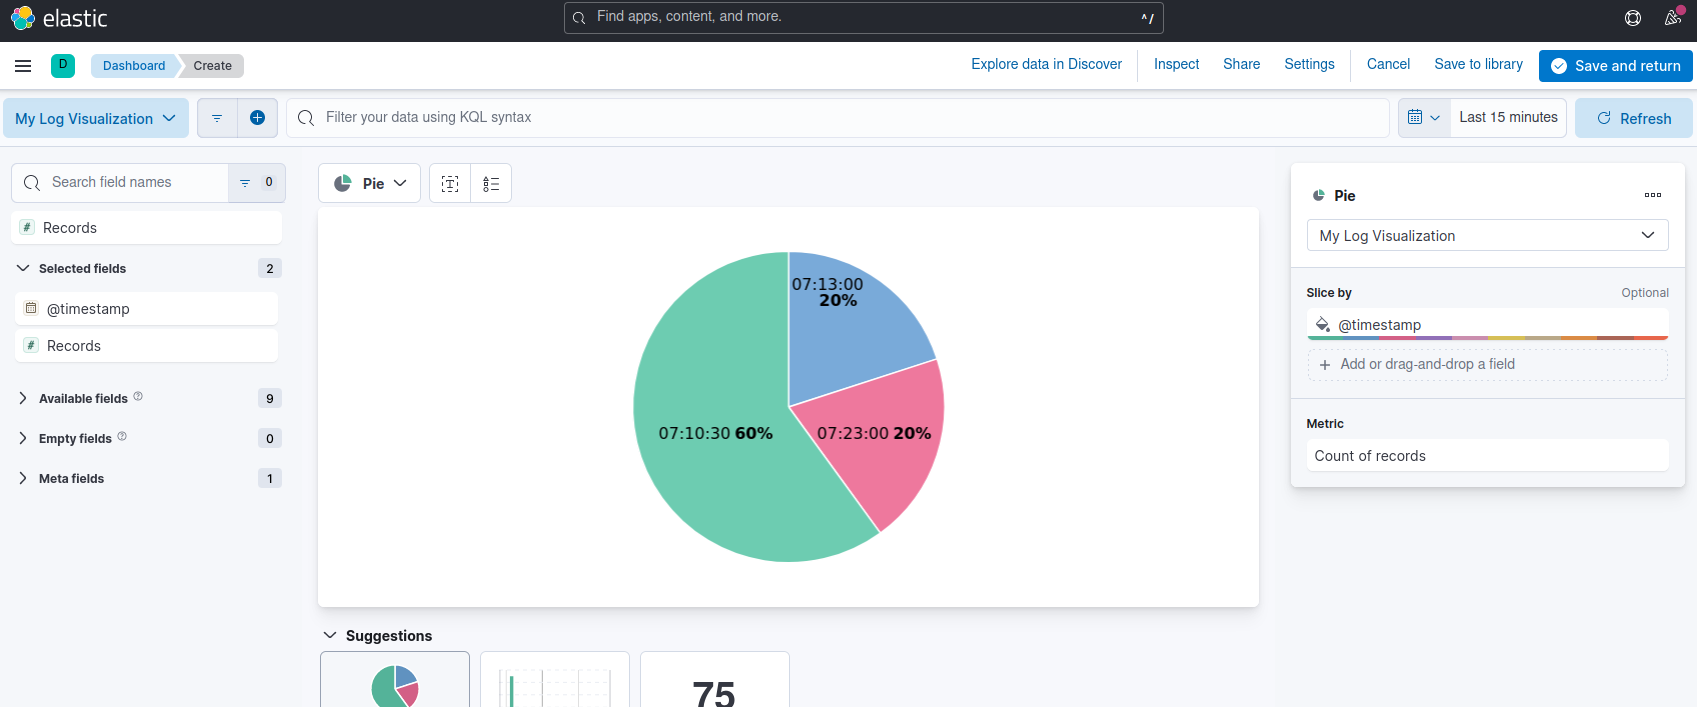 elastic
Find apps, content, and more.
^/
D
Dashboard
Create
Explore data in Discover
Inspect
Share
Settings
Cancel
Save to library
Save and return
My Log Visualization
Filter your data using KQL syntax
Last 15 minutes
Refresh
Search field names
0
# Records
Selected fields
2
@timestamp
# Records
Available fields
9
Empty fields
0
Meta fields
1
Pie
07:13:00
20%
07:10:30 60%
07:23:00 20%
Suggestions
75
Pie
My Log Visualization
Slice by
Optional
@timestamp
+ Add or drag-and-drop a field
Metric
Count of records